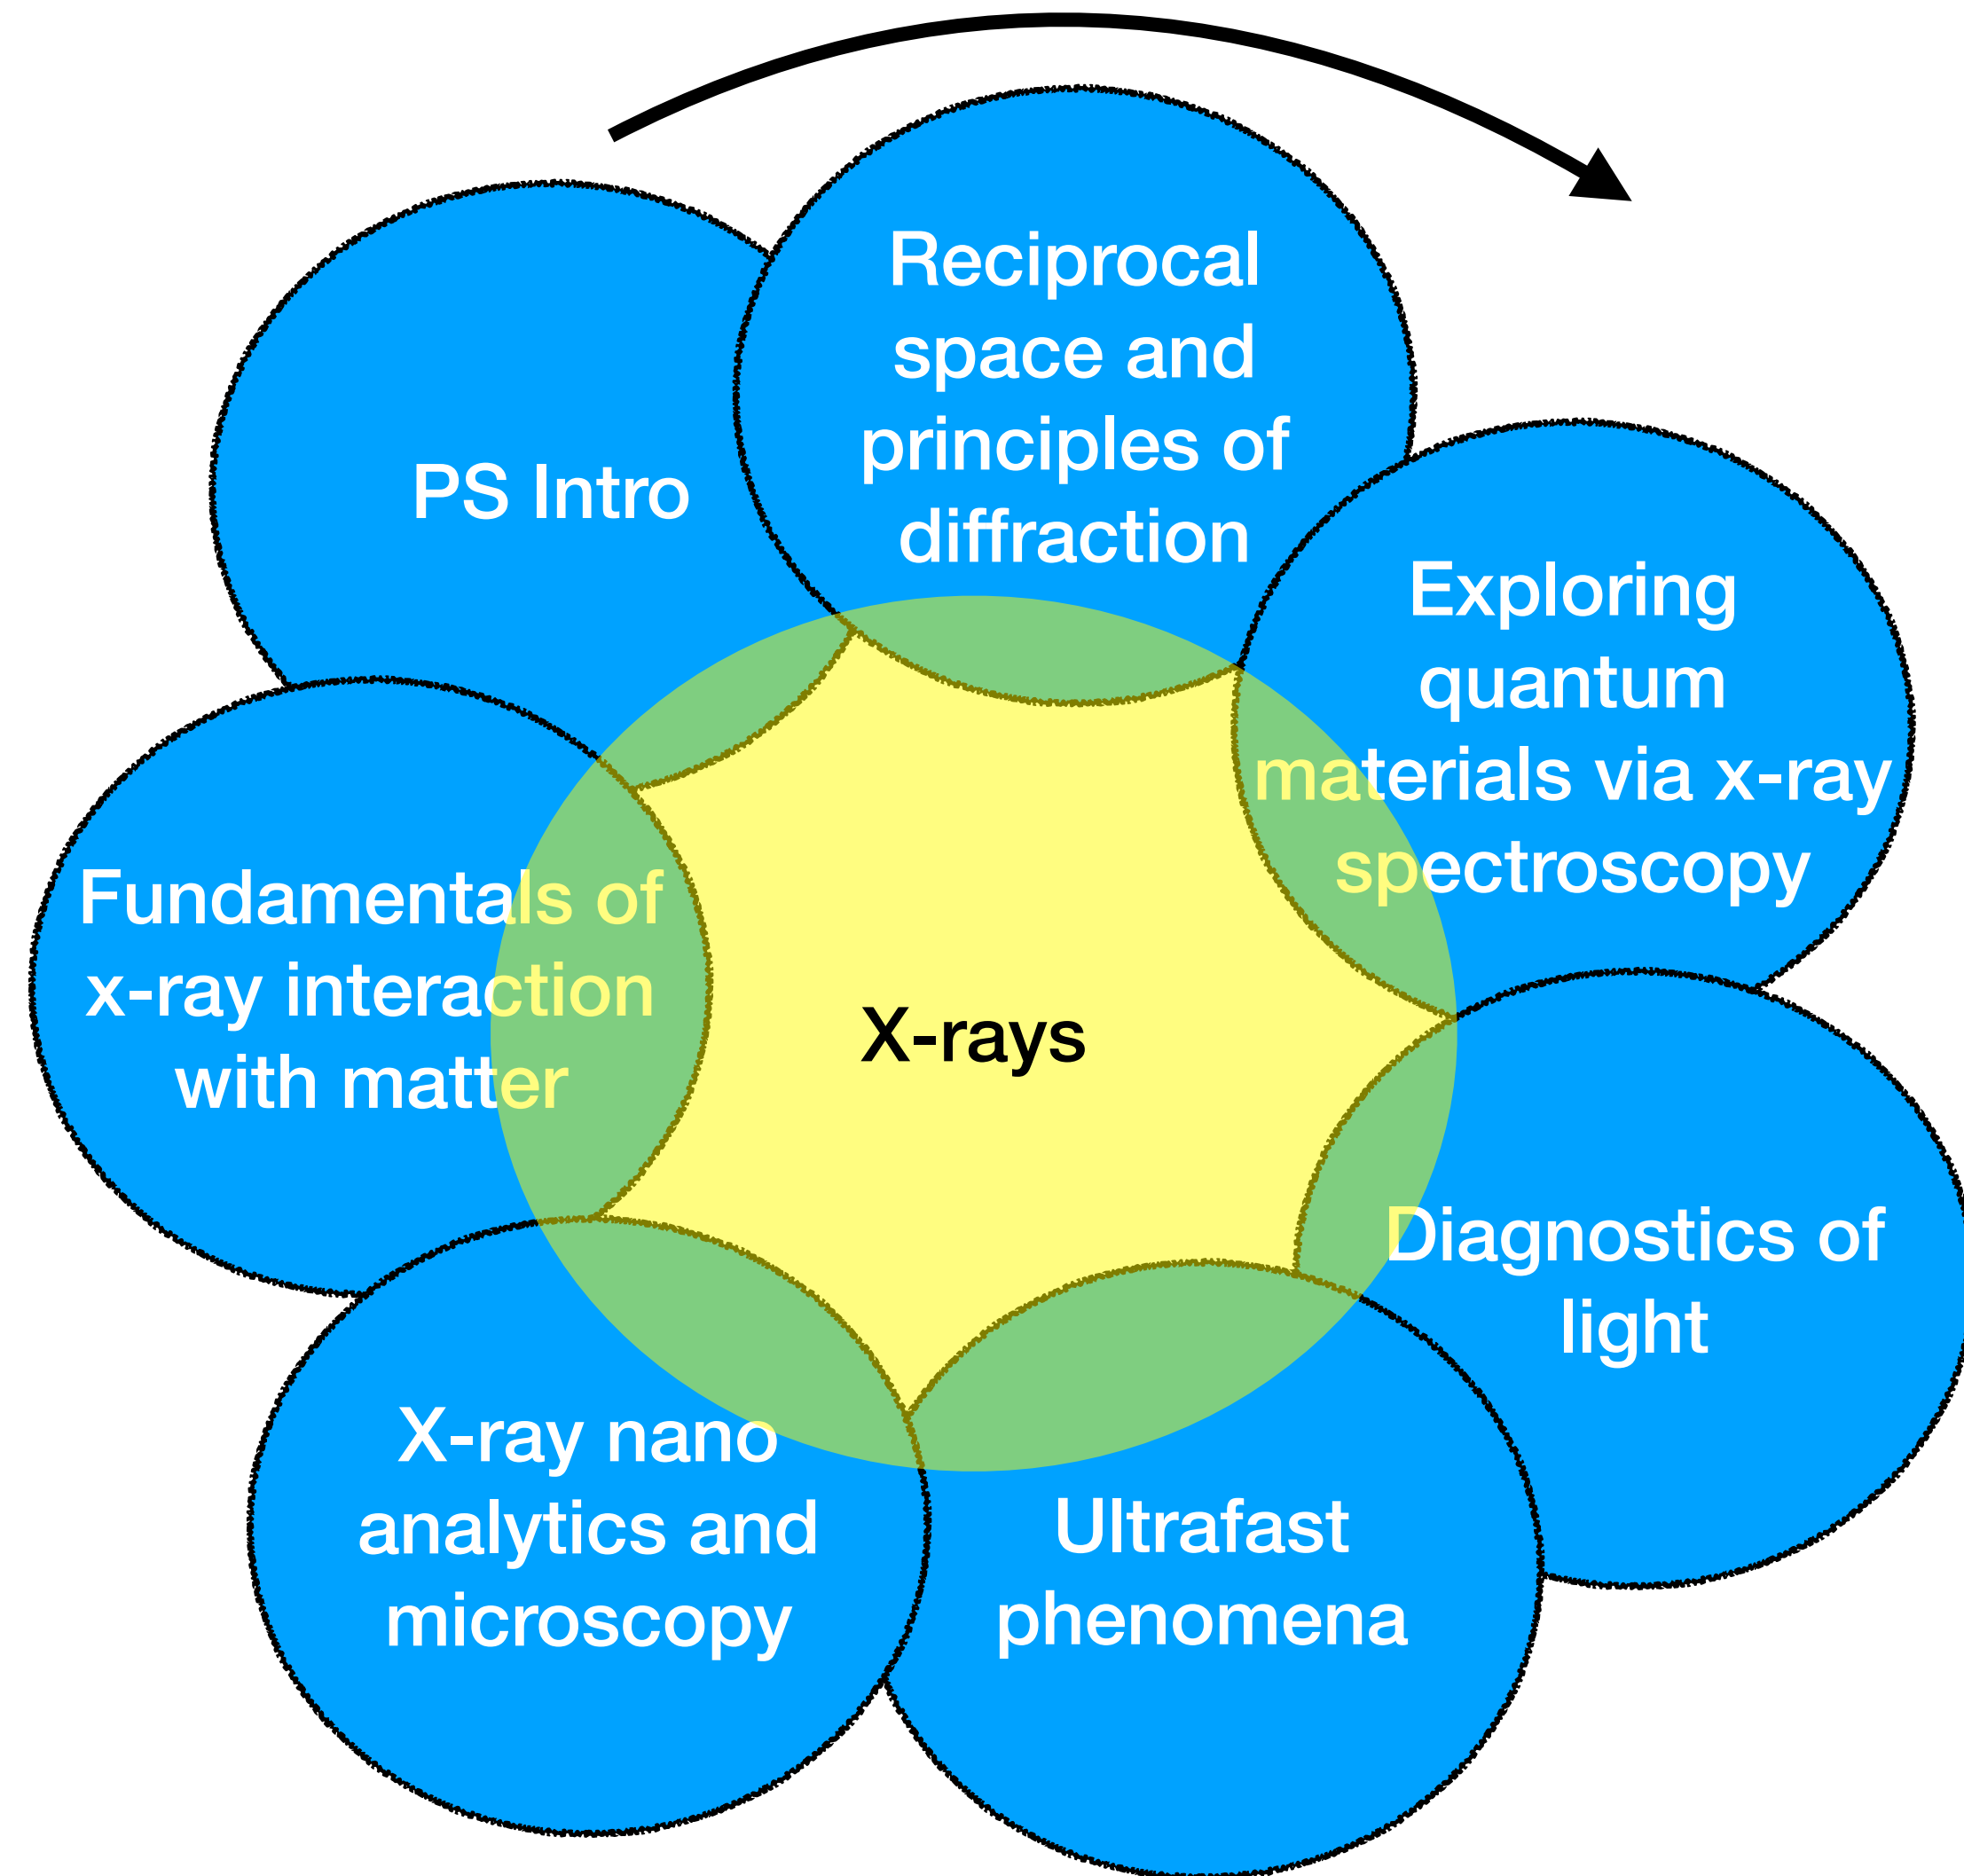 PS Intro
Reciprocal
space and
principles of
diffraction
Exploring
quantum
materials via x-ray
spectroscopy
Diagnostics of
light
Ultrafast
phenomena
X-ray nano
analytics and
microscopy
Fundamentals of
x-ray interaction
with matter
X-rays